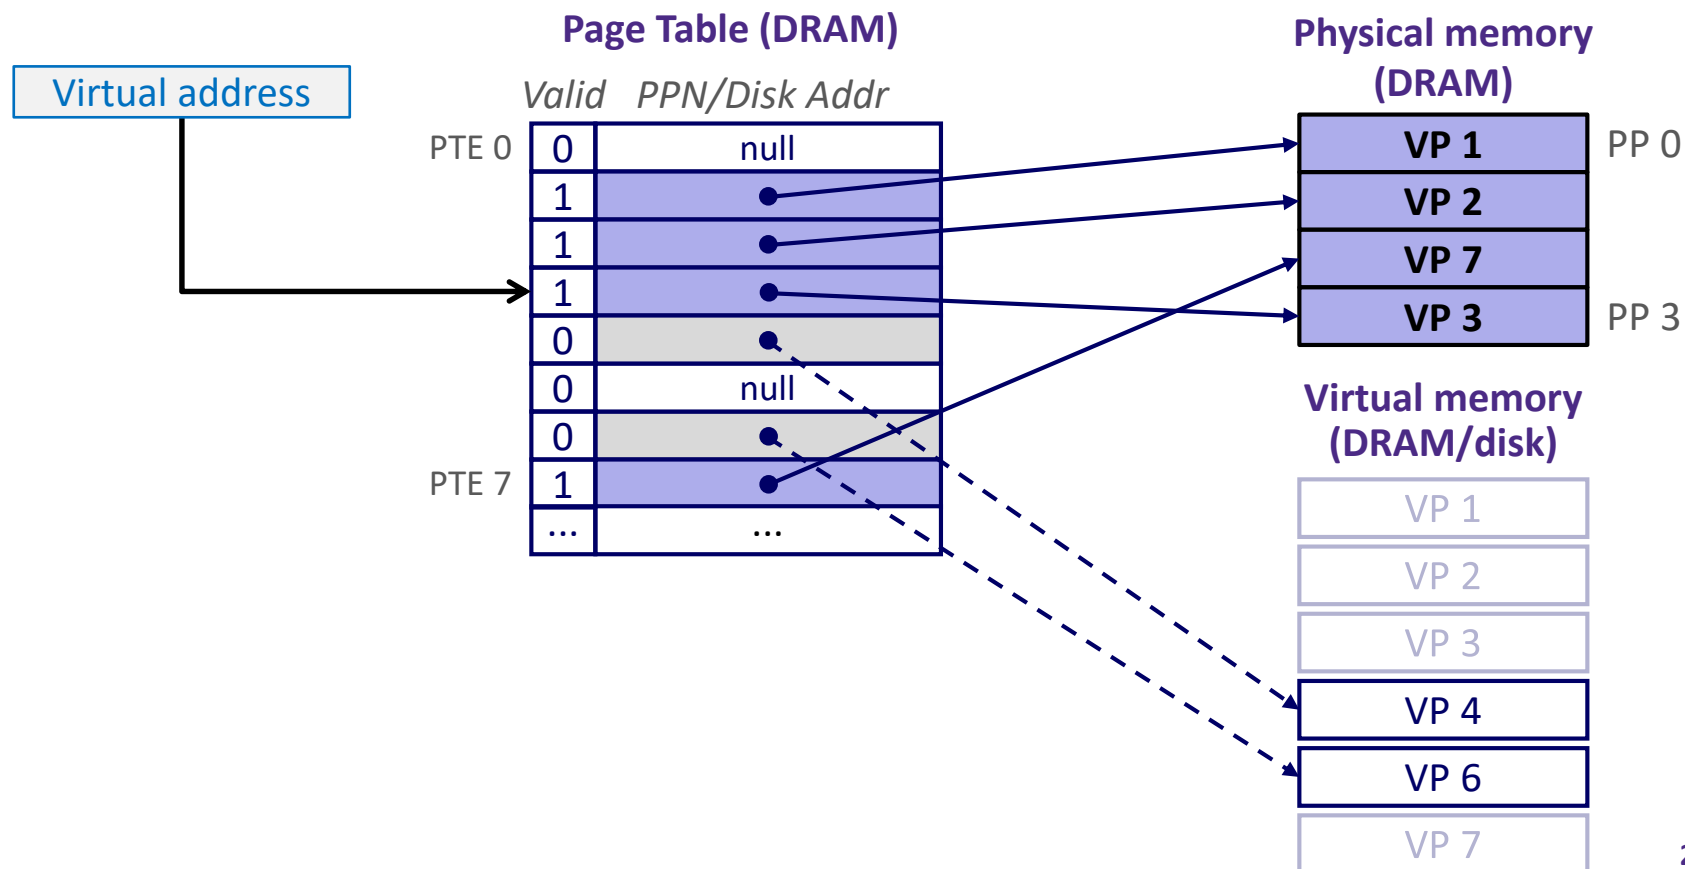 Page Table (DRAM)
Physical memory
(DRAM)
Virtual address
Valid PPN/Disk Addr
PTE 0 0 null
1
1
1
0
0 null
0
PTE 7 1
... ...
VP 1 PP 0
VP 2
VP 7
VP 3 PP 3
Virtual memory
(DRAM/disk)
VP 1
VP 2
VP 3
VP 4
VP 6
VP 7